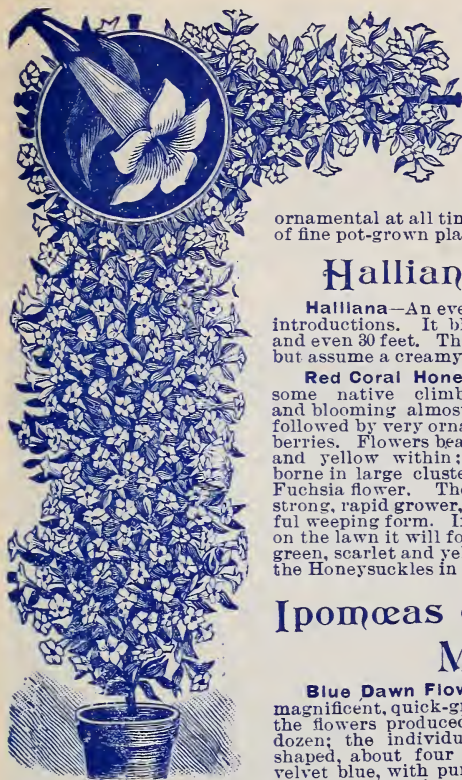 ornamental at all tim
of fine pot-grown pla
Hallian
Halliana—An eve
introductions. It bl
and even 30 feet. Th
but assume a creamy
Red Coral Hone
some native climb
and blooming almos
followed by very orna
berries. Flowers bea
and yellow within;
borne in large cluste
Fuchsia flower. The
strong, rapid grower,
ful weeping form. I
on the lawn it will fo
green, scarlet and ye
the Honeysuckles in
Ipomœas
M
Blue Dawn Flow
magnificent, quick-gr
the flowers produced
dozen; the individu
shaped, about four
velvet blue, with pur